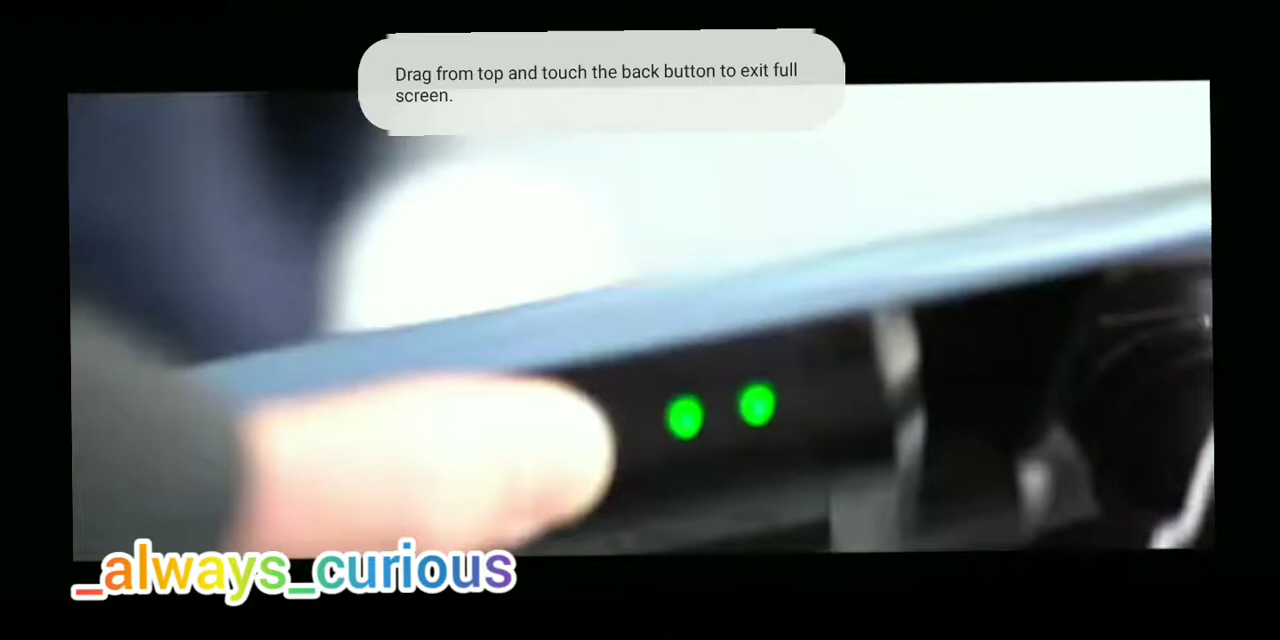 Drag from top and touch the back button to exit full
screen.
_always_curious